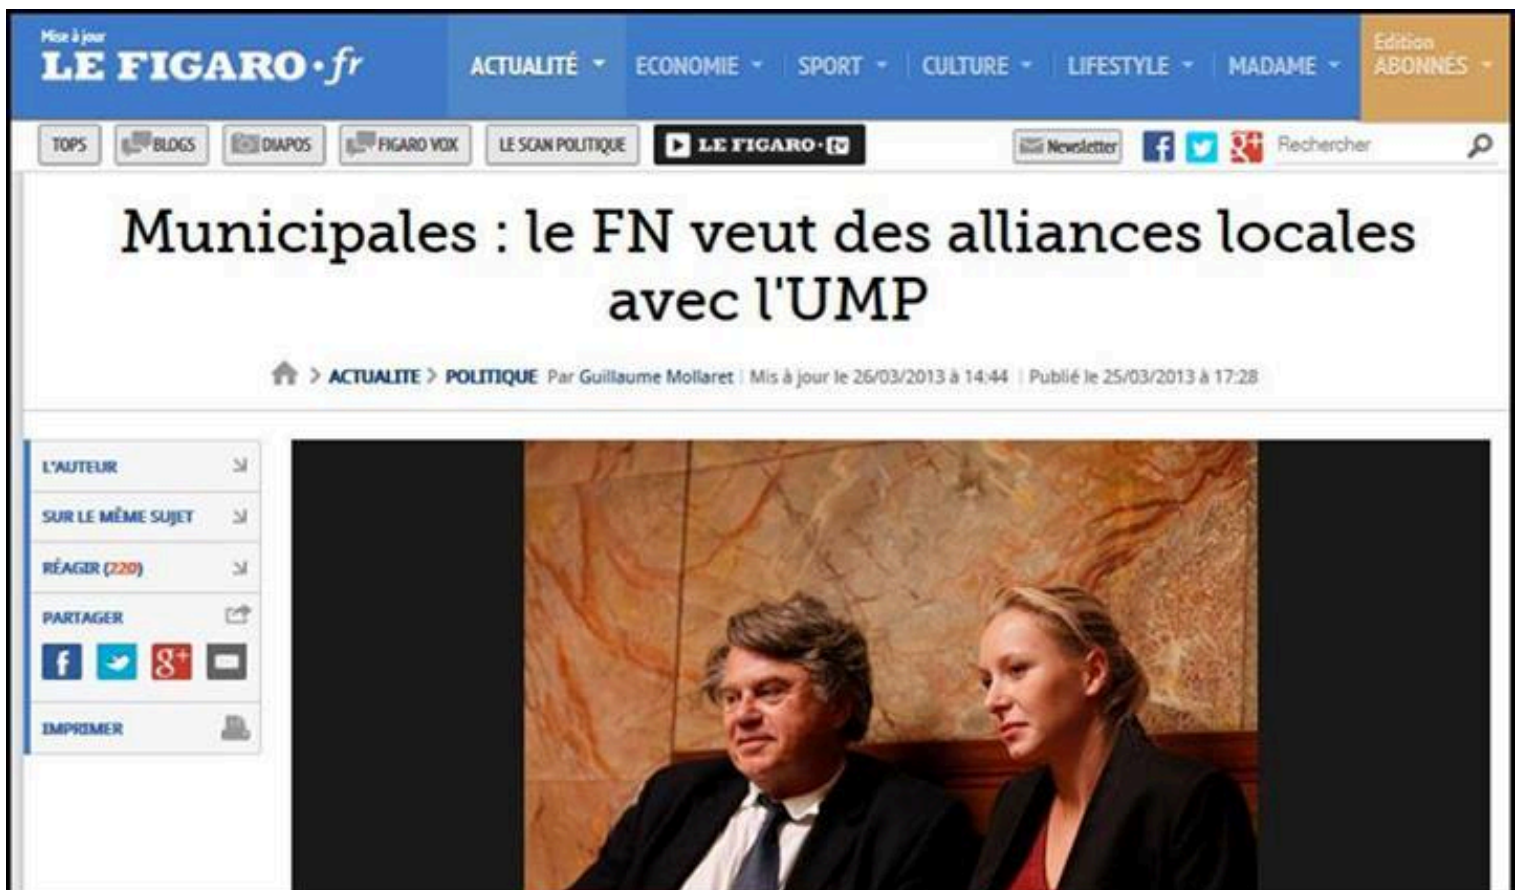 Mise à jour
LE FIGARO·fr
ACTUALITÉ ECONOMIE SPORT CULTURE LIFESTYLE MADAME
Edition
ABONNÉS
TOPS BLOGS DIAPOS FIGARO VOX LE SCAN POLITIQUE LE FIGARO·tv Newsletter Rechercher
Municipales : le FN veut des alliances locales
avec l'UMP
> ACTUALITE > POLITIQUE Par Guillaume Mollaret | Mis à jour le 26/03/2013 à 14:44 | Publié le 25/03/2013 à 17:28
L'AUTEUR
SUR LE MÊME SUJET
RÉAGIR (220)
PARTAGER
IMPRIMER